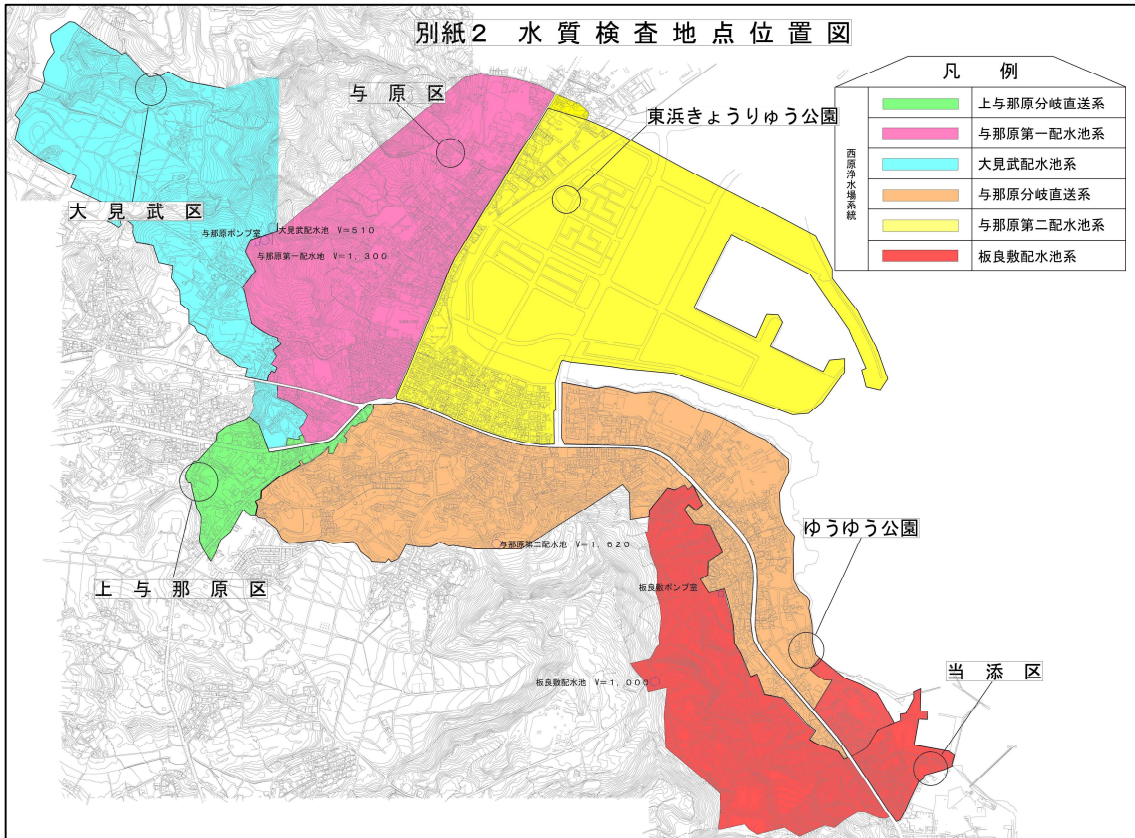 別紙2 水質検査地点位置図
凡例
西原浄水場系統
上与那原分岐直送系
与那原第一配水池系
大見武配水池系
与那原分岐直送系
与那原第二配水池系
板良敷配水池系
与原区
東浜きょうりゅう公園
大見武区
与那原ポンプ室
大見武配水池 V=510
与那原第一配水地 V=1,300
上与那原区
与那原第二配水池 V=1,620
ゆうゆう公園
板良敷ポンプ室
板良敷配水池 V=1,000
当添区